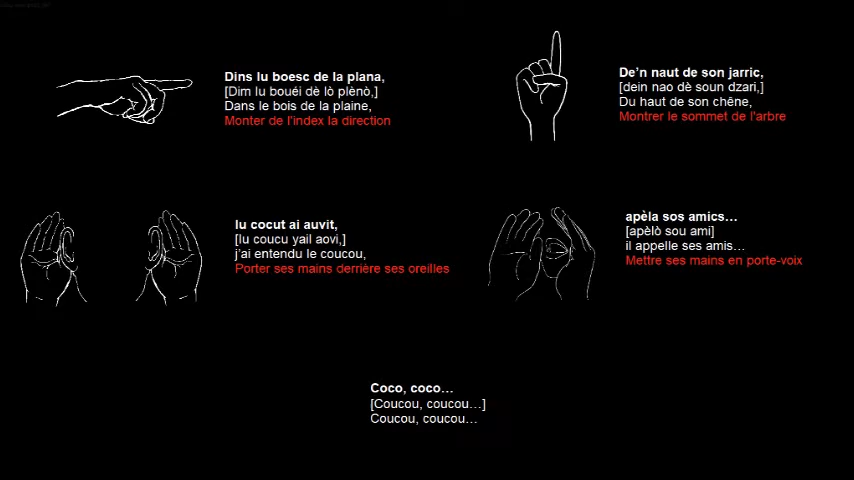 Dins lu boesc de la plana,
[Dim lu bouéi dè lò plènò,]
Dans le bois de la plaine,
Monter de l'index la direction
De'n naut de son jarric,
[dein nao dè soun dzari,]
Du haut de son chêne,
Montrer le sommet de l'arbre
lu cocut ai auvit,
[lu coucu yail aovi,]
j'ai entendu le coucou,
Porter ses mains derrière ses oreilles
apèla sos amics…
[apèlò sou ami]
il appelle ses amis…
Mettre ses mains en porte-voix
Coco, coco…
[Coucou, coucou…]
Coucou, coucou…